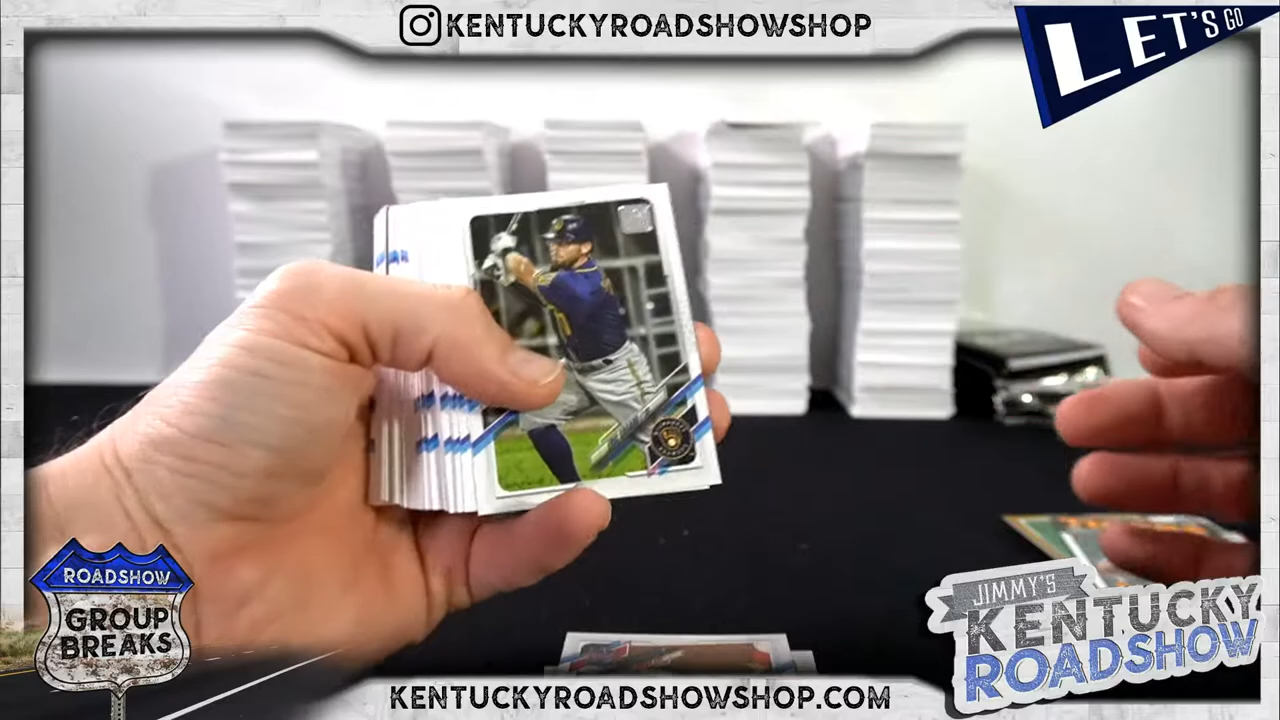 KENTUCKYROADSHOWSHOP
LET'S GO
ROADSHOW
GROUP
BREAKS
JIMMY'S
KENTUCKY
ROADSHOW
KENTUCKYROADSHOWSHOP.COM